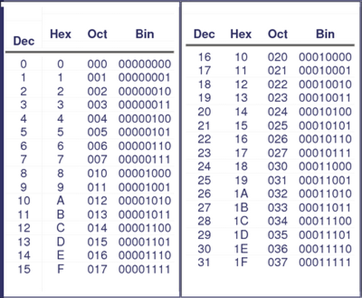 Dec Hex Oct Bin
0 0 000 00000000
1 1 001 00000001
2 2 002 00000010
3 3 003 00000011
4 4 004 00000100
5 5 005 00000101
6 6 006 00000110
7 7 007 00000111
8 8 010 00001000
9 9 011 00001001
10 A 012 00001010
11 B 013 00001011
12 C 014 00001100
13 D 015 00001101
14 E 016 00001110
15 F 017 00001111
Dec Hex Oct Bin
16 10 020 00010000
17 11 021 00010001
18 12 022 00010010
19 13 023 00010011
20 14 024 00010100
21 15 025 00010101
22 16 026 00010110
23 17 027 00010111
24 18 030 00011000
25 19 031 00011001
26 1A 032 00011010
27 1B 033 00011011
28 1C 034 00011100
29 1D 035 00011101
30 1E 036 00011110
31 1F 037 00011111